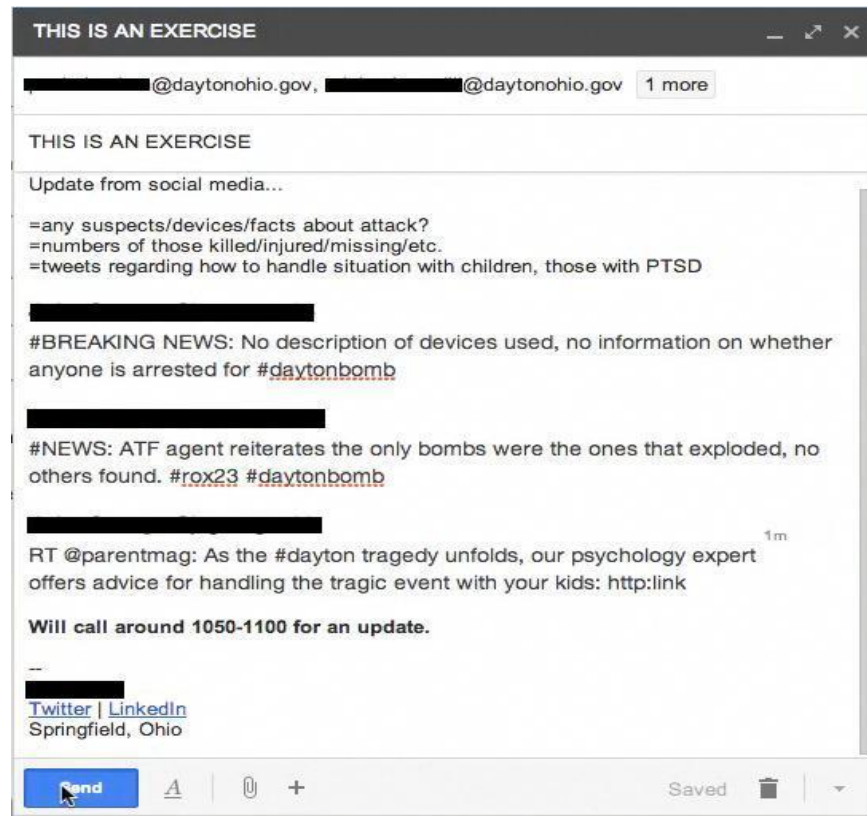 THIS IS AN EXERCISE
@daytonohio.gov, @daytonohio.gov 1 more
THIS IS AN EXERCISE
Update from social media...
=any suspects/devices/facts about attack?
=numbers of those killed/injured/missing/etc.
=tweets regarding how to handle situation with children, those with PTSD
#BREAKING NEWS: No description of devices used, no information on whether
anyone is arrested for #daytonbomb
#NEWS: ATF agent reiterates the only bombs were the ones that exploded, no
others found. #rox23 #daytonbomb
1m
RT @parentmag: As the #dayton tragedy unfolds, our psychology expert
offers advice for handling the tragic event with your kids: http:link
Will call around 1050-1100 for an update.
--
Twitter | LinkedIn
Springfield, Ohio
Send A Saved